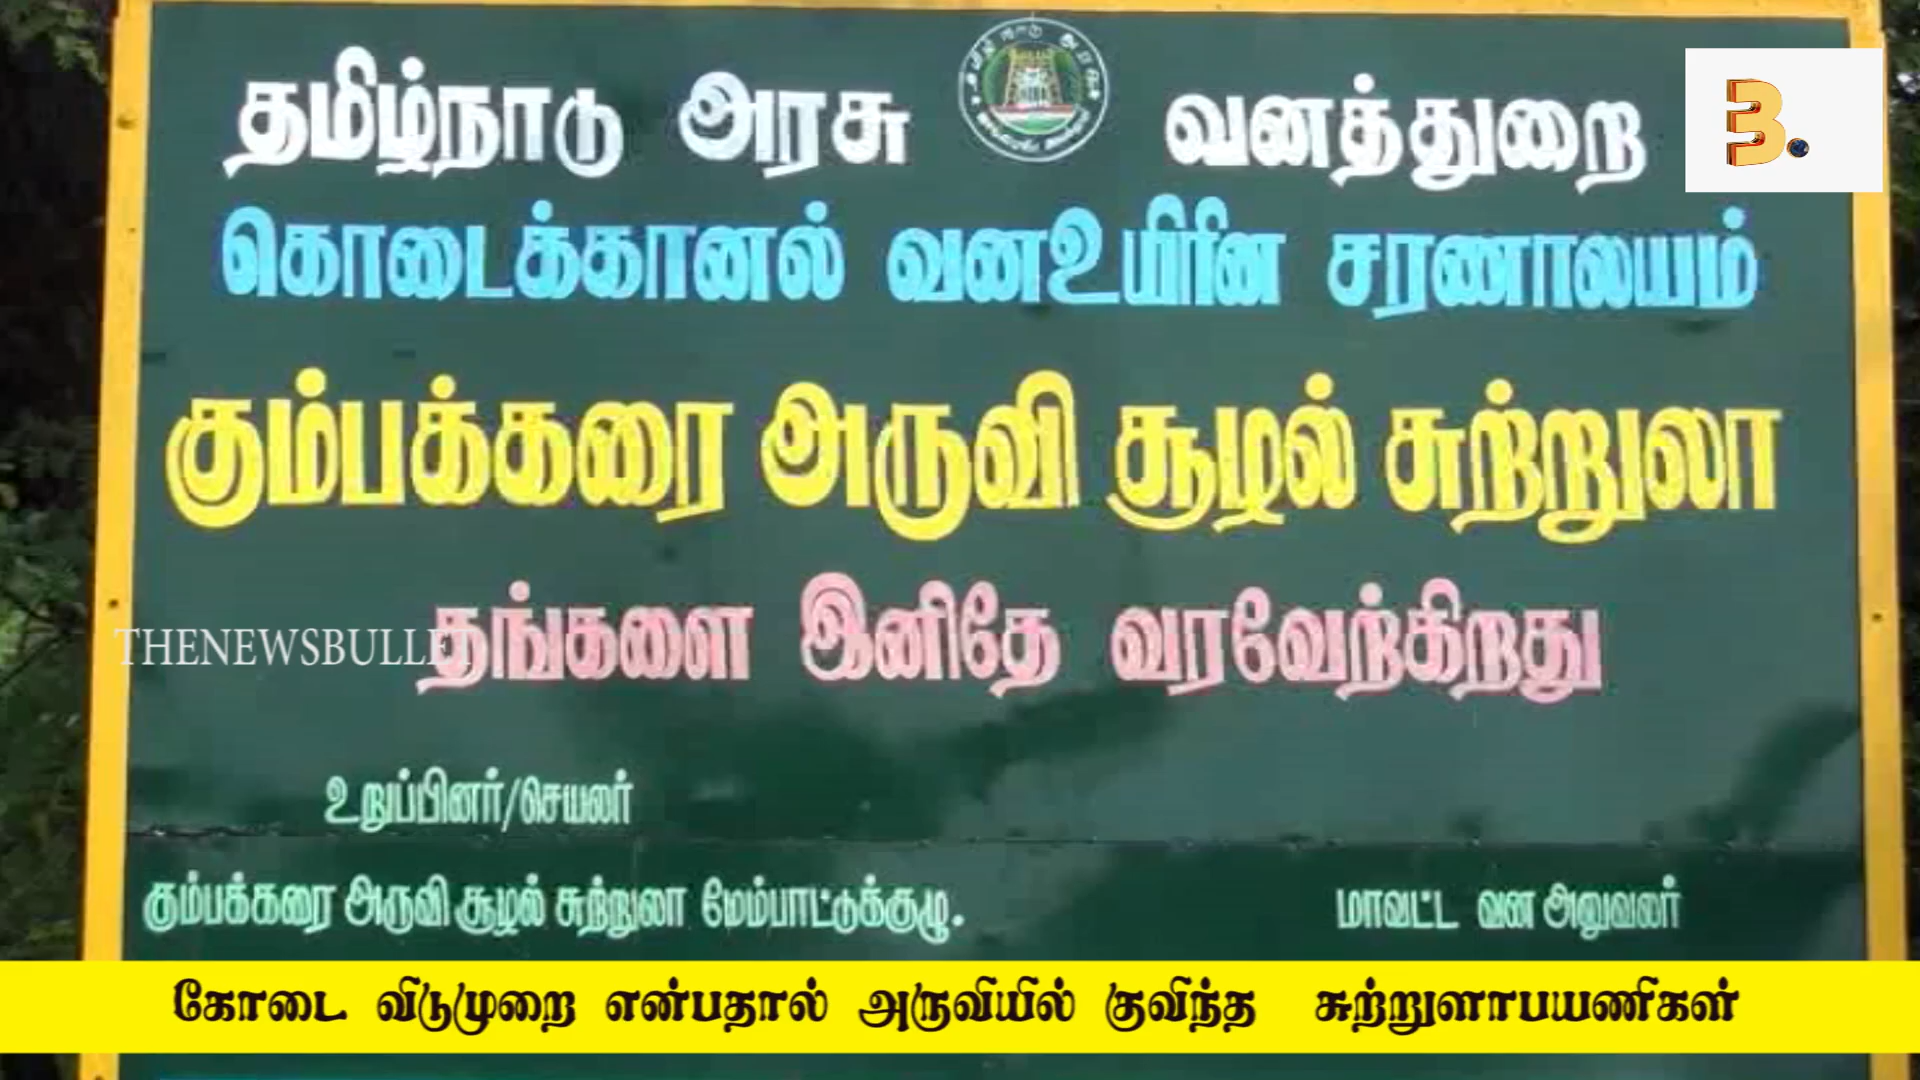 தமிழ்நாடு அரசு வனத்துறை
கொடைக்கானல் வனஉயிரின சரணாலயம்
கும்பக்கரை அருவி சூழல் சுற்றுலா
தங்களை இனிதே வரவேற்கிறது
THENEWSBULLET
உறுப்பினர்/செயலர்
கும்பக்கரை அருவி சூழல் சுற்றுலா மேம்பாட்டுக்குழு.
மாவட்ட வன அலுவலர்
கோடை விடுமுறை என்பதால் அருவியில் குவிந்த சுற்றுளாபயணிகள்